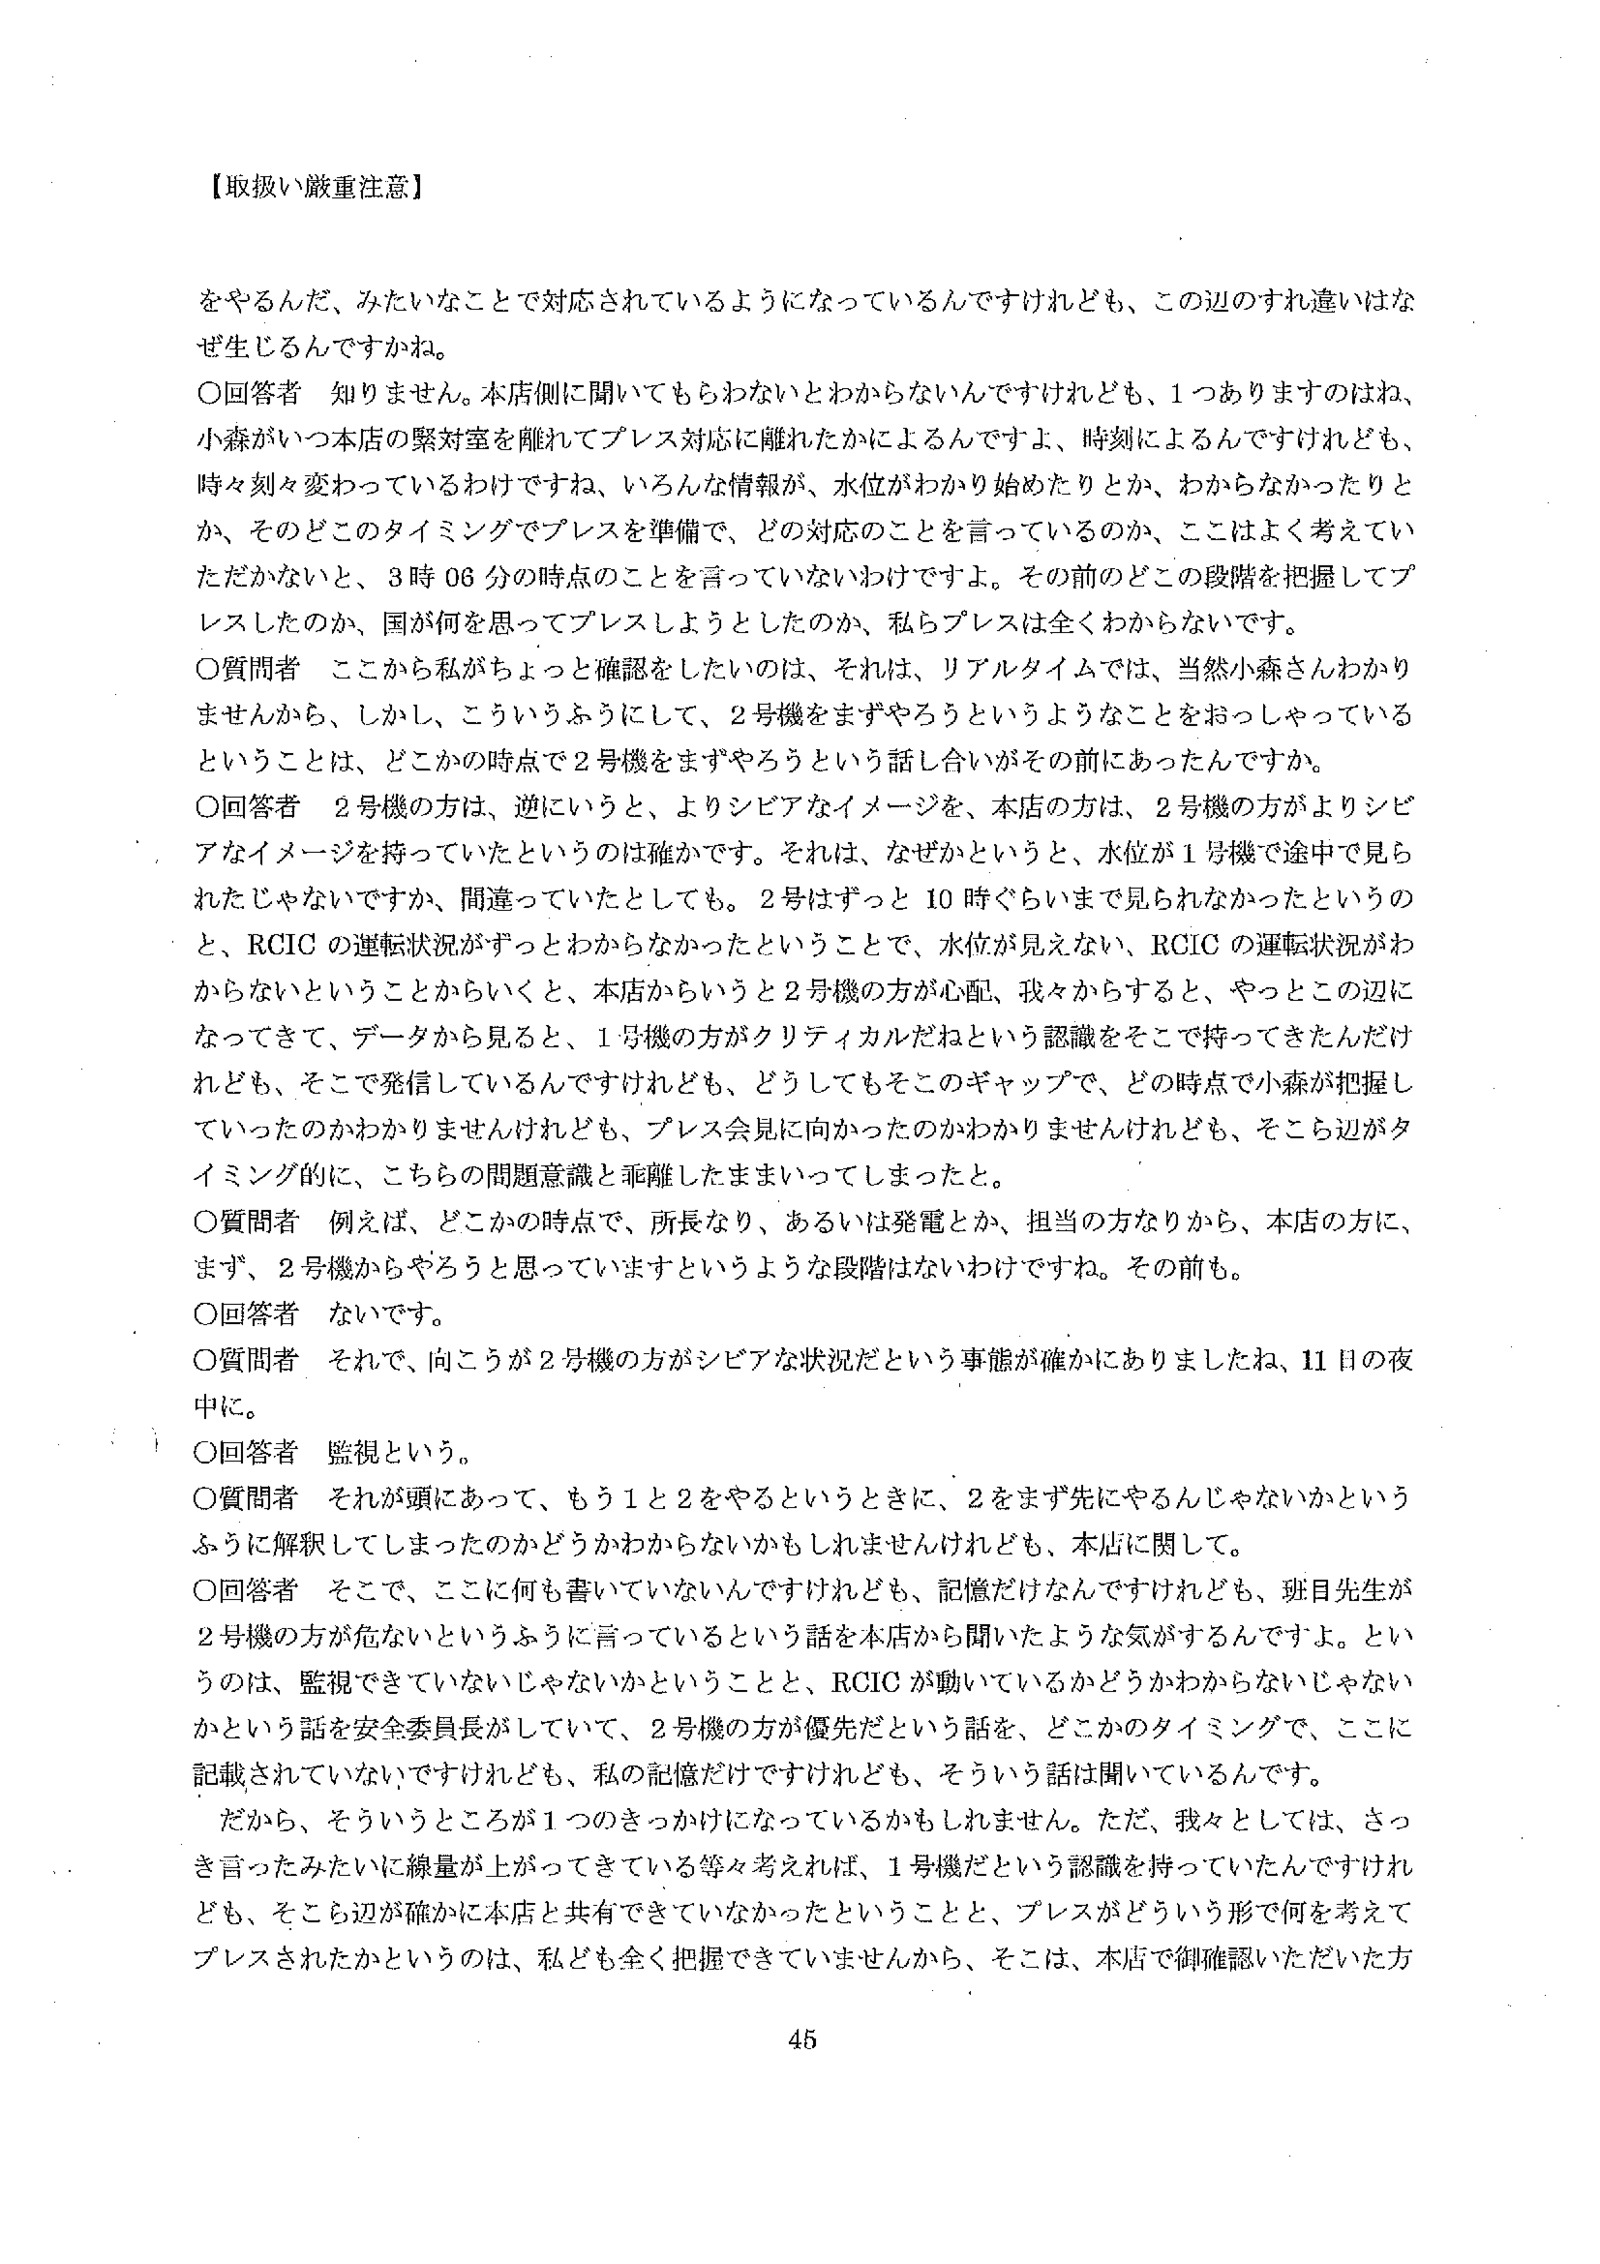 【取扱い厳重注意】
をやるんだ、みたいなことで対応されているようになっているんですけれども、この辺のすれ違いはな
ぜ生じるんですかね。
〇回答者　知りません。本店側に聞いてもらわないとわからないんですけれども、１つありますのはね、
小森がいつ本店の緊対室を離れてプレス対応に離れたかによるんですよ、時刻によるんですけれども、
時々刻々変わっているわけですね、いろんな情報が、水位がわかり始めたりとか、わからなかったりと
か、そのどこのタイミングでプレスを準備で、どの対応のことを言っているのか、ここはよく考えてい
ただかないと、３時 06 分の時点のことを言っていないわけですよ。その前のどこの段階を把握してプ
レスしたのか、国が何を思ってプレスしようとしたのか、私らプレスは全くわからないです。
〇質問者　ここから私がちょっと確認をしたいのは、それは、リアルタイムでは、当然小森さんわかり
ませんから、しかし、こういうふうにして、２号機をまずやろうというようなことをおっしゃっている
ということは、どこかの時点で２号機をまずやろうという話し合いがその前にあったんですか。
〇回答者　２号機の方は、逆にいうと、よりシビアなイメージを、本店の方は、２号機の方がよりシビ
アなイメージを持っていたというのは確かです。それは、なぜかというと、水位が１号機で途中で見ら
れたじゃないですか、間違っていたとしても。２号はずっと 10 時ぐらいまで見られなかったというの
と、RCIC の運転状況がずっとわからなかったということで、水位が見えない、RCIC の運転状況がわ
からないということからいくと、本店からいうと２号機の方が心配、我々からすると、やっとこの辺に
なってきて、データから見ると、１号機の方がクリティカルだねという認識をそこで持ってきたんだけ
れども、そこで発信しているんですけれども、どうしてもそこのギャップで、どの時点で小森が把握し
ていったのかわかりませんけれども、プレス会見に向かったのかわかりませんけれども、そこら辺がタ
イミング的に、こちらの問題意識と乖離したままいってしまったと。
〇質問者　例えば、どこかの時点で、所長なり、あるいは発電とか、担当の方なりから、本店の方に、
まず、２号機からやろうと思っていますというような段階はないわけですね。その前も。
〇回答者　ないです。
〇質問者　それで、向こうが２号機の方がシビアな状況だという事態が確かにありましたね、11 日の夜
中に。
〇回答者　監視という。
〇質問者　それが頭にあって、もう１と２をやるというときに、２をまず先にやるんじゃないかという
ふうに解釈してしまったのかどうかわからないかもしれませんけれども、本店に関して。
〇回答者　そこで、ここに何も書いていないんですけれども、記憶だけなんですけれども、班目先生が
２号機の方が危ないというふうに言っているという話を本店から聞いたような気がするんですよ。とい
うのは、監視できていないじゃないかということと、RCIC が動いているかどうかわからないじゃない
かという話を安全委員長がしていて、２号機の方が優先だという話を、どこかのタイミングで、ここに
記載されていないですけれども、私の記憶だけですけれども、そういう話は聞いているんです。
　だから、そういうところが１つのきっかけになっているかもしれません。ただ、我々としては、さっ
き言ったみたいに線量が上がってきている等々考えれば、１号機だという認識を持っていたんですけれ
ども、そこら辺が確かに本店と共有できていなかったということと、プレスがどういう形で何を考えて
プレスされたかというのは、私ども全く把握できていませんから、そこは、本店で御確認いただいた方
45